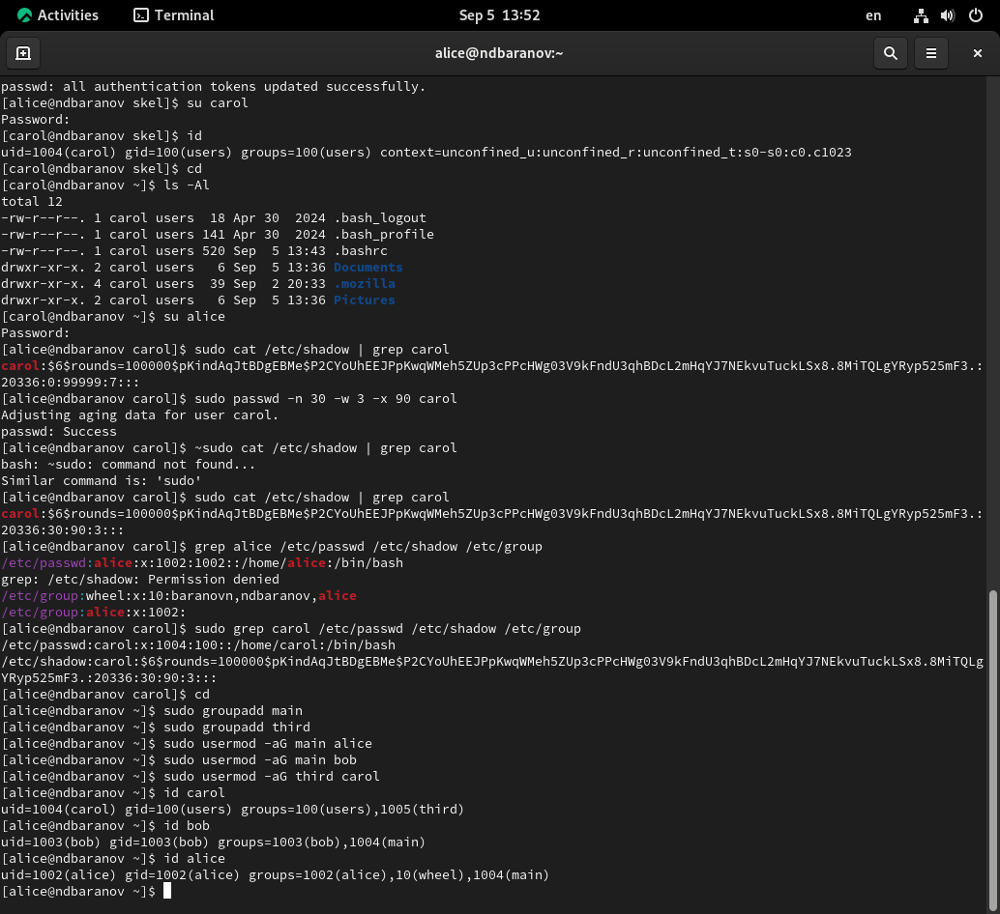 Activities
Terminal
Sep 5 13:52
en
alice@ndbaranov:~
passwd: all authentication tokens updated successfully.
[alice@ndbaranov skel]$ su carol
Password:
[carol@ndbaranov skel]$ id
uid=1004(carol) gid=100(users) groups=100(users) context=unconfined_u:unconfined_r:unconfined_t:s0-s0:c0.c1023
[carol@ndbaranov skel]$ cd
[carol@ndbaranov ~]$ ls -Al
total 12
-rw-r--r--. 1 carol users  18 Apr 30  2024 .bash_logout
-rw-r--r--. 1 carol users 141 Apr 30  2024 .bash_profile
-rw-r--r--. 1 carol users 520 Sep  5 13:43 .bashrc
drwxr-xr-x. 2 carol users   6 Sep  5 13:36 Documents
drwxr-xr-x. 4 carol users  39 Sep  2 20:33 .mozilla
drwxr-xr-x. 2 carol users   6 Sep  5 13:36 Pictures
[carol@ndbaranov ~]$ su alice
Password:
[alice@ndbaranov carol]$ sudo cat /etc/shadow | grep carol
carol:$6$rounds=100000$pKindAqJtBDgEBMe$P2CYoUhEEJPpKwqWMeh5ZUp3cPPcHWg03V9kFndU3qhBDcL2mHqYJ7NEkvuTuckLSx8.8MiTQLgYRyp525mF3.:
20336:0:99999:7:::
[alice@ndbaranov carol]$ sudo passwd -n 30 -w 3 -x 90 carol
Adjusting aging data for user carol.
passwd: Success
[alice@ndbaranov carol]$ ~sudo cat /etc/shadow | grep carol
bash: ~sudo: command not found...
Similar command is: 'sudo'
[alice@ndbaranov carol]$ sudo cat /etc/shadow | grep carol
carol:$6$rounds=100000$pKindAqJtBDgEBMe$P2CYoUhEEJPpKwqWMeh5ZUp3cPPcHWg03V9kFndU3qhBDcL2mHqYJ7NEkvuTuckLSx8.8MiTQLgYRyp525mF3.:
20336:30:90:3:::
[alice@ndbaranov carol]$ grep alice /etc/passwd /etc/shadow /etc/group
/etc/passwd:alice:x:1002:1002::/home/alice:/bin/bash
grep: /etc/shadow: Permission denied
/etc/group:wheel:x:10:baranovn,ndbaranov,alice
/etc/group:alice:x:1002:
[alice@ndbaranov carol]$ sudo grep carol /etc/passwd /etc/shadow /etc/group
/etc/passwd:carol:x:1004:100::/home/carol:/bin/bash
/etc/shadow:carol:$6$rounds=100000$pKindAqJtBDgEBMe$P2CYoUhEEJPpKwqWMeh5ZUp3cPPcHWg03V9kFndU3qhBDcL2mHqYJ7NEkvuTuckLSx8.8MiTQLg
YRyp525mF3.:20336:30:90:3:::
[alice@ndbaranov carol]$ cd
[alice@ndbaranov ~]$ sudo groupadd main
[alice@ndbaranov ~]$ sudo groupadd third
[alice@ndbaranov ~]$ sudo usermod -aG main alice
[alice@ndbaranov ~]$ sudo usermod -aG main bob
[alice@ndbaranov ~]$ sudo usermod -aG third carol
[alice@ndbaranov ~]$ id carol
uid=1004(carol) gid=100(users) groups=100(users),1005(third)
[alice@ndbaranov ~]$ id bob
uid=1003(bob) gid=1003(bob) groups=1003(bob),1004(main)
[alice@ndbaranov ~]$ id alice
uid=1002(alice) gid=1002(alice) groups=1002(alice),10(wheel),1004(main)
[alice@ndbaranov ~]$